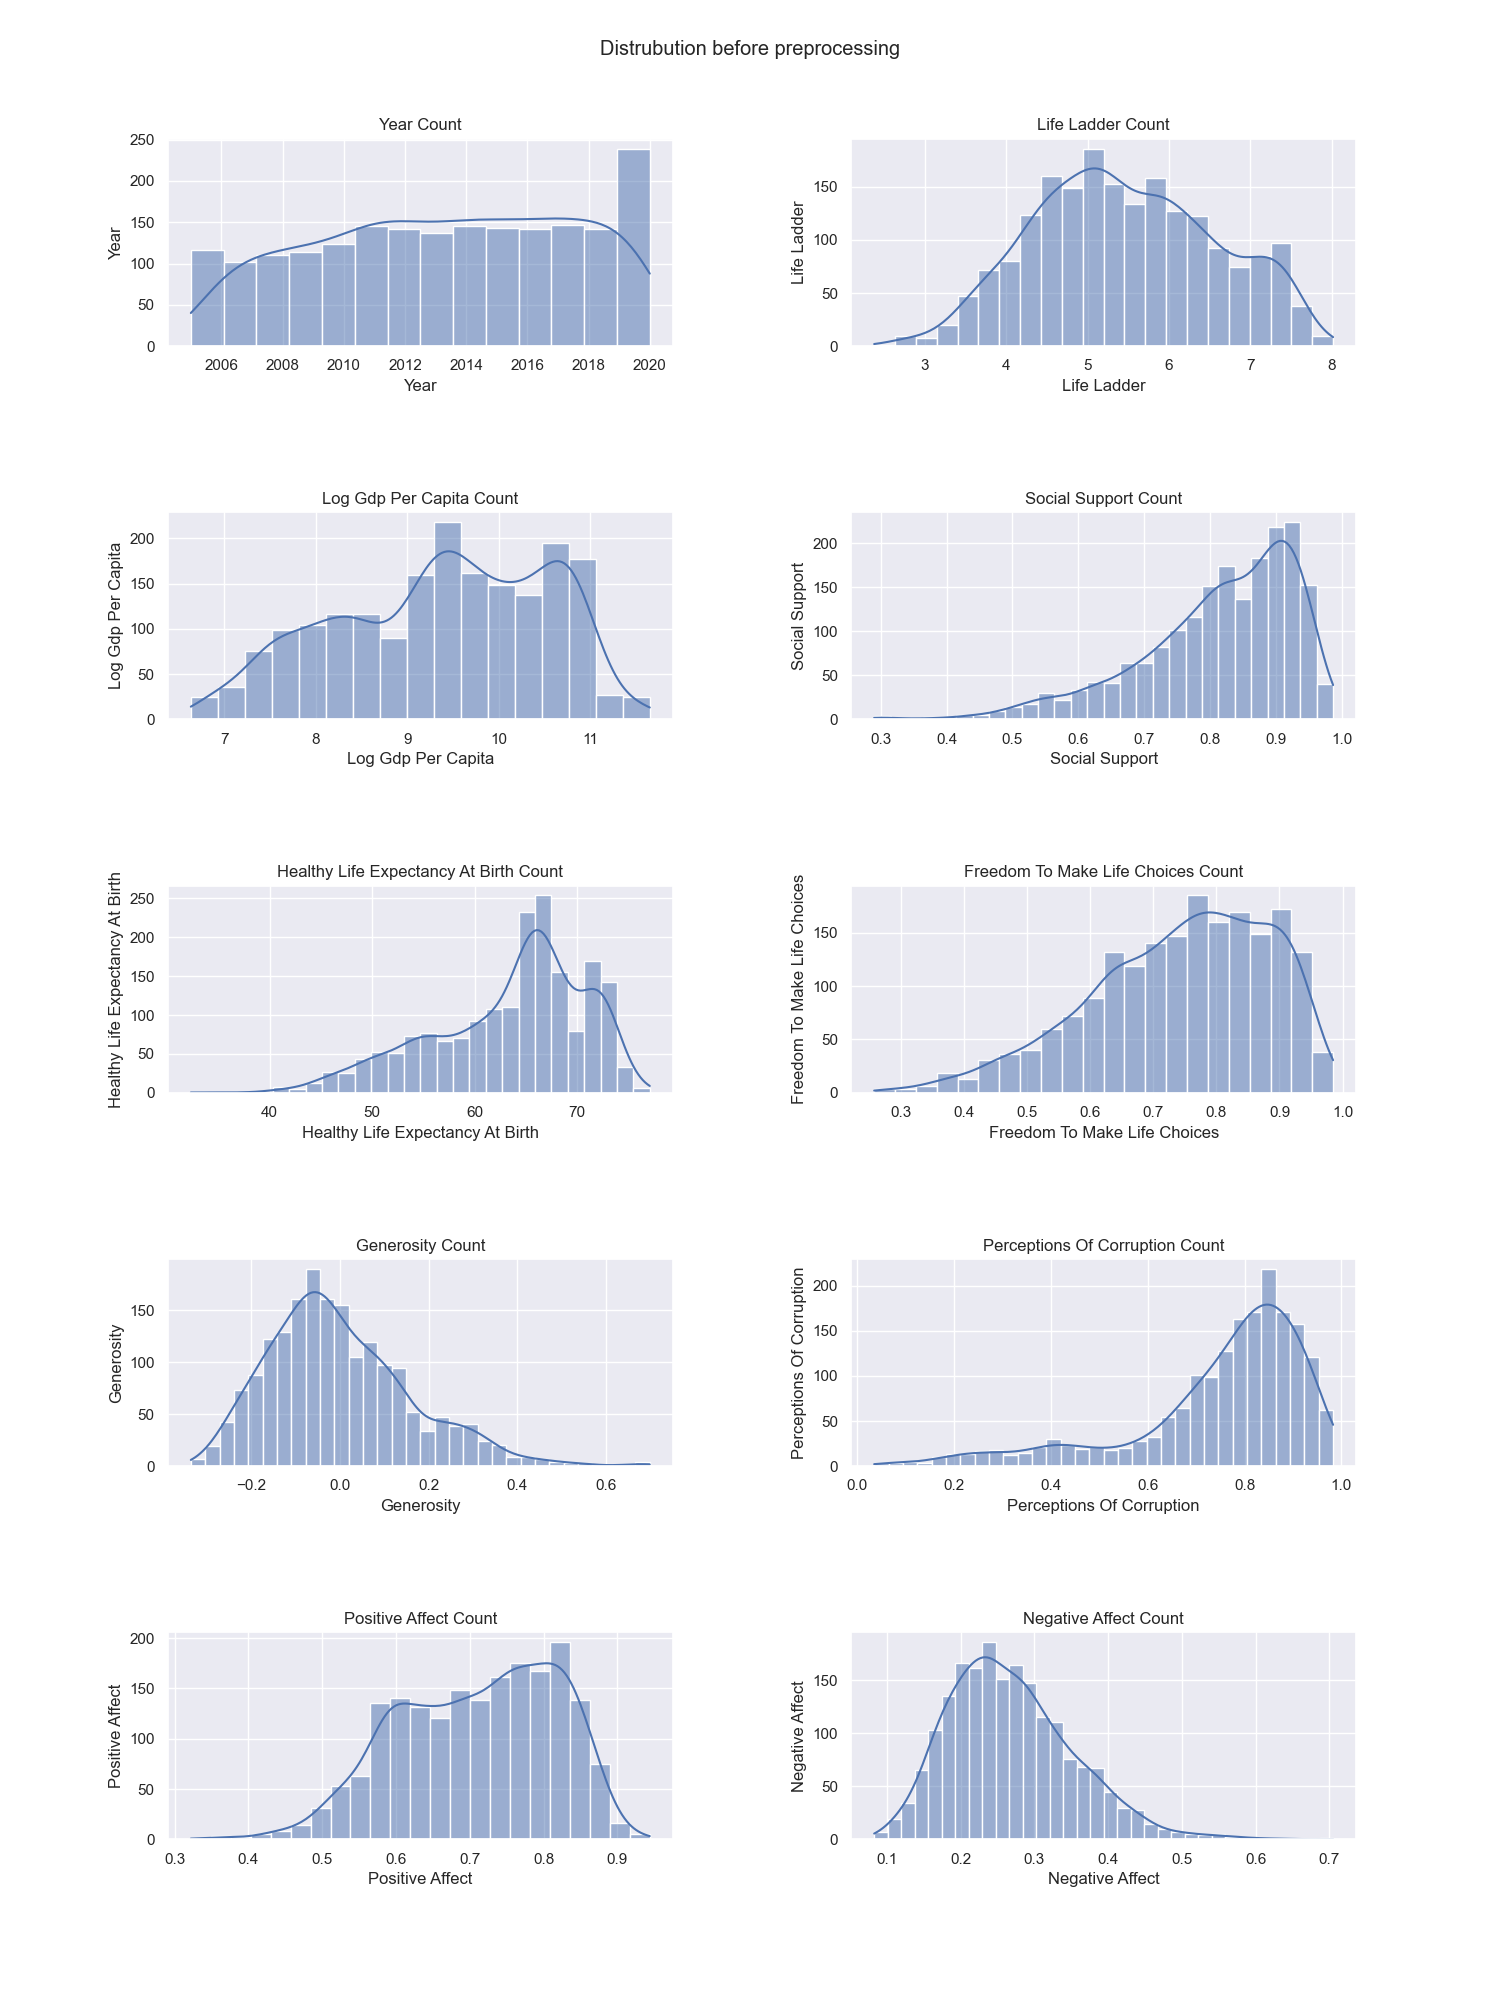 Distrubution before preprocessing
Year Count
Year
250
200
150
100
50
0
2006 2008 2010 2012 2014 2016 2018 2020
Year
Life Ladder Count
Life Ladder
150
100
50
0
3 4 5 6 7 8
Life Ladder
Log Gdp Per Capita Count
Log Gdp Per Capita
200
150
100
50
0
7 8 9 10 11
Log Gdp Per Capita
Social Support Count
Social Support
200
150
100
50
0
0.3 0.4 0.5 0.6 0.7 0.8 0.9 1.0
Social Support
Healthy Life Expectancy At Birth Count
Healthy Life Expectancy At Birth
250
200
150
100
50
0
40 50 60 70
Healthy Life Expectancy At Birth
Freedom To Make Life Choices Count
Freedom To Make Life Choices
150
100
50
0
0.3 0.4 0.5 0.6 0.7 0.8 0.9 1.0
Freedom To Make Life Choices
Generosity Count
Generosity
150
100
50
0
−0.2 0.0 0.2 0.4 0.6
Generosity
Perceptions Of Corruption Count
Perceptions Of Corruption
200
150
100
50
0
0.0 0.2 0.4 0.6 0.8 1.0
Perceptions Of Corruption
Positive Affect Count
Positive Affect
200
150
100
50
0
0.3 0.4 0.5 0.6 0.7 0.8 0.9
Positive Affect
Negative Affect Count
Negative Affect
150
100
50
0
0.1 0.2 0.3 0.4 0.5 0.6 0.7
Negative Affect